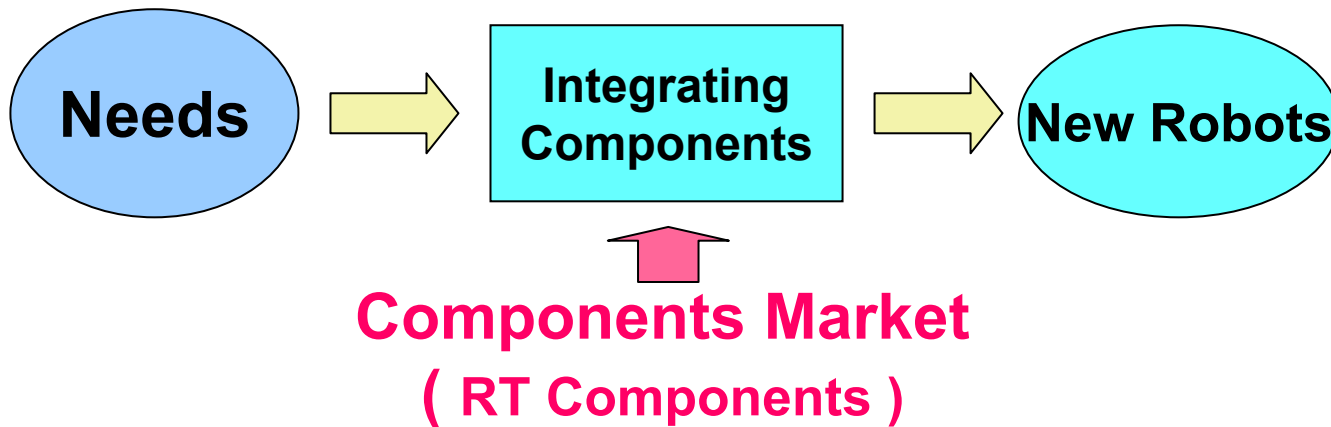 Needs
Integrating
Components
New Robots
Components Market
( RT Components )